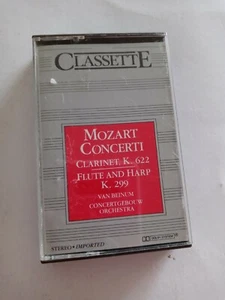 CLASSETTE
MOZART
CONCERTI
CLARINET, K. 622
FLUTE AND HARP
K. 299
VAN BEINUM
CONCERTGEBOUW
ORCHESTRA
STEREO • IMPORTED